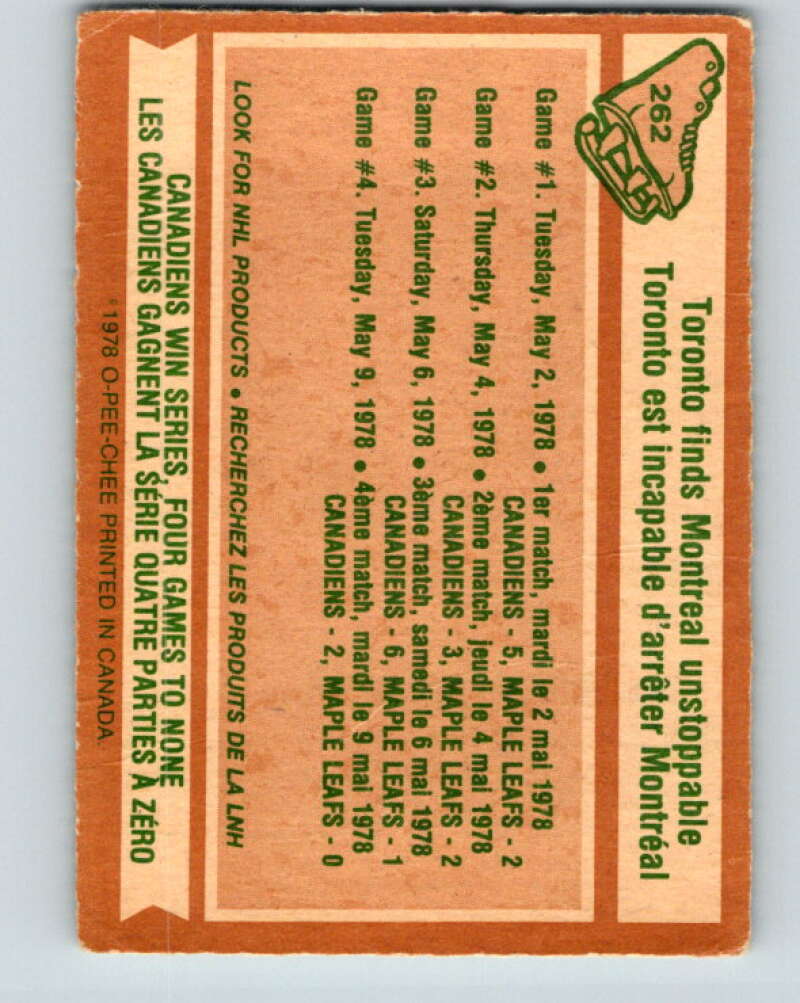 262
Toronto finds Montreal unstoppable
Toronto est incapable d'arrêter Montréal
Game #1. Tuesday, May 2, 1978 • 1er match, mardi le 2 mai 1978
CANADIENS - 5, MAPLE LEAFS - 2
Game #2. Thursday, May 4, 1978 • 2ème match, jeudi le 4 mai 1978
CANADIENS - 3, MAPLE LEAFS - 2
Game #3. Saturday, May 6, 1978 • 3ème match, samedi le 6 mai 1978
CANADIENS - 6, MAPLE LEAFS - 1
Game #4. Tuesday, May 9, 1978 • 4ème match, mardi le 9 mai 1978
CANADIENS - 2, MAPLE LEAFS - 0
LOOK FOR NHL PRODUCTS • RECHERCHEZ LES PRODUITS DE LA LNH
CANADIENS WIN SERIES, FOUR GAMES TO NONE
LES CANADIENS GAGNENT LA SÉRIE QUATRE PARTIES À ZÉRO
©1978 O-PEE-CHEE PRINTED IN CANADA.